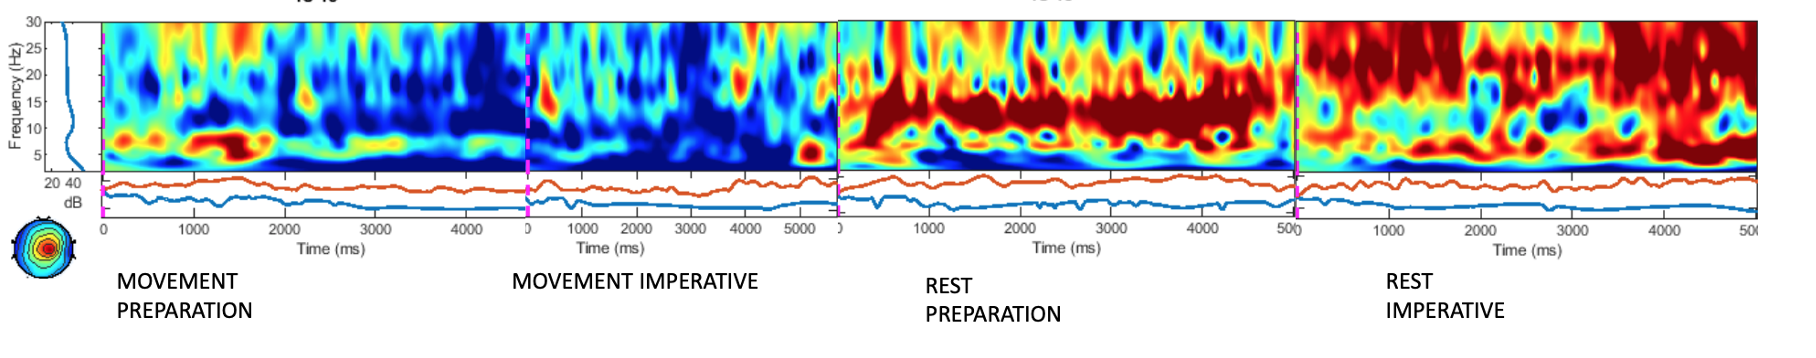 30
25
20
15
10
5
Frequency (Hz)
20 40
dB
0 1000 2000 3000 4000 0 1000 2000 3000 4000 5000 0 1000 2000 3000 4000 1000 2000 3000 4000
Time (ms) Time (ms) Time (ms) Time (ms)
MOVEMENT
PREPARATION
MOVEMENT IMPERATIVE
REST
PREPARATION
REST
IMPERATIVE